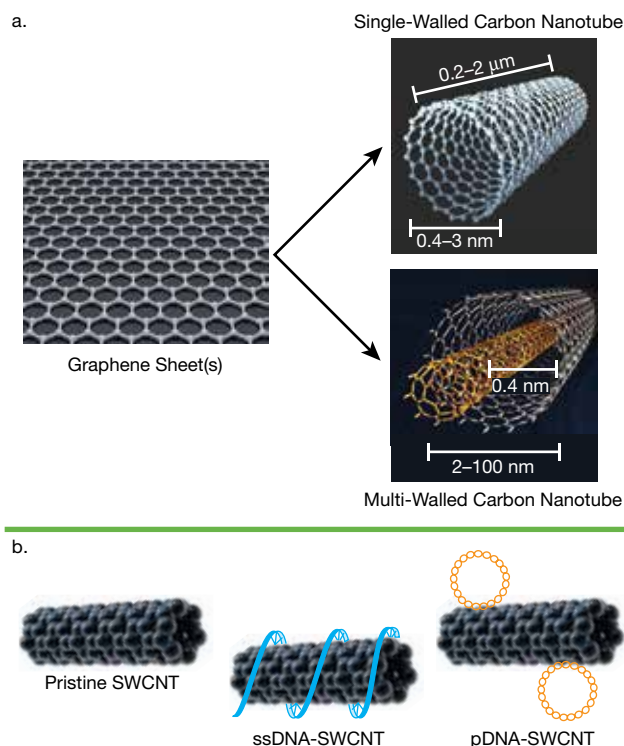 a.
Single-Walled Carbon Nanotube
0.2–2 μm
0.4–3 nm
Graphene Sheet(s)
0.4 nm
2–100 nm
Multi-Walled Carbon Nanotube
b.
Pristine SWCNT
ssDNA-SWCNT
pDNA-SWCNT